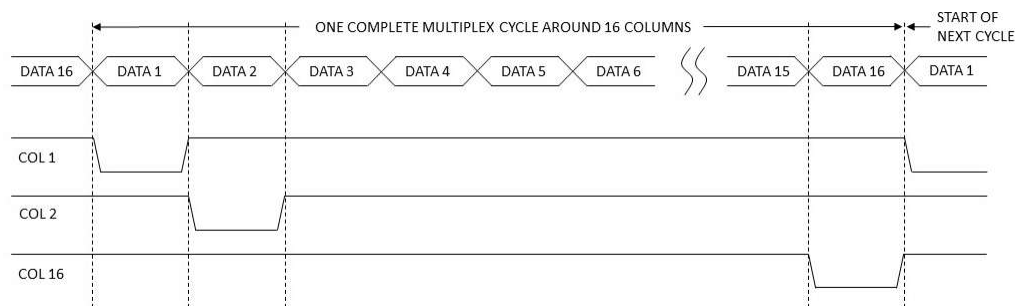 ONE COMPLETE MULTIPLEX CYCLE AROUND 16 COLUMNS
START OF
NEXT CYCLE
DATA 16 DATA 1 DATA 2 DATA 3 DATA 4 DATA 5 DATA 6 DATA 15 DATA 16 DATA 1
COL 1
COL 2
COL 16